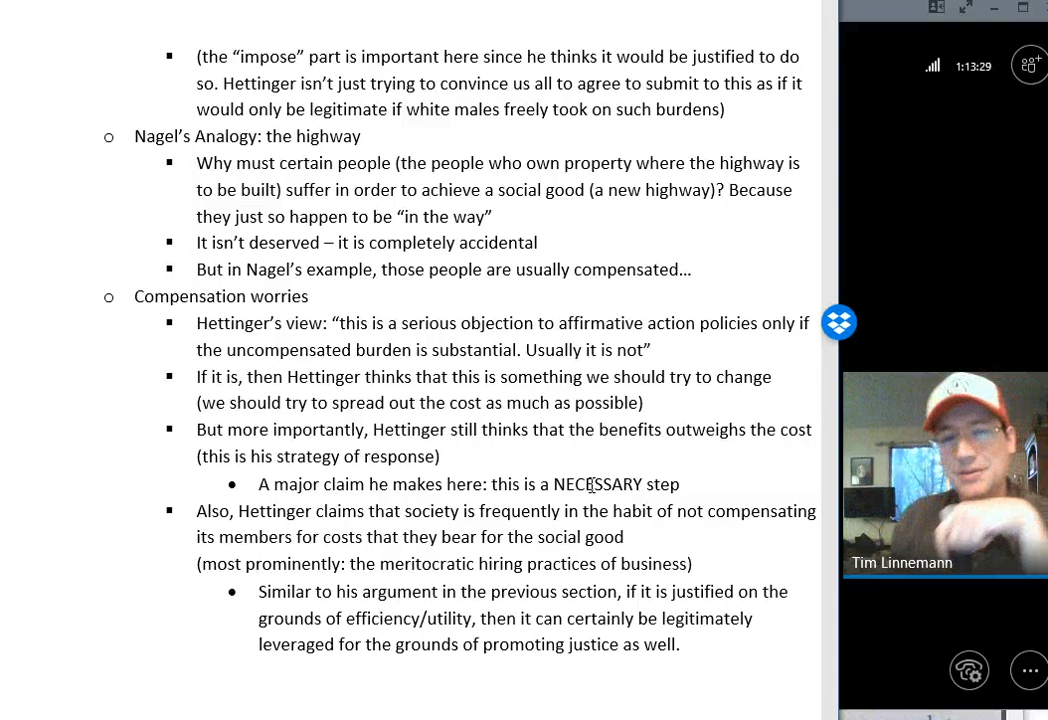 ▪ (the “impose” part is important here since he thinks it would be justified to do
so. Hettinger isn’t just trying to convince us all to agree to submit to this as if it
would only be legitimate if white males freely took on such burdens)
o Nagel’s Analogy: the highway
▪ Why must certain people (the people who own property where the highway is
to be built) suffer in order to achieve a social good (a new highway)? Because
they just so happen to be “in the way”
▪ It isn’t deserved – it is completely accidental
▪ But in Nagel’s example, those people are usually compensated…
o Compensation worries
▪ Hettinger’s view: “this is a serious objection to affirmative action policies only if
the uncompensated burden is substantial. Usually it is not”
▪ If it is, then Hettinger thinks that this is something we should try to change
(we should try to spread out the cost as much as possible)
▪ But more importantly, Hettinger still thinks that the benefits outweighs the cost
(this is his strategy of response)
• A major claim he makes here: this is a NECESSARY step
▪ Also, Hettinger claims that society is frequently in the habit of not compensating
its members for costs that they bear for the social good
(most prominently: the meritocratic hiring practices of business)
• Similar to his argument in the previous section, if it is justified on the
grounds of efficiency/utility, then it can certainly be legitimately
leveraged for the grounds of promoting justice as well.
1:13:29
Tim Linnemann